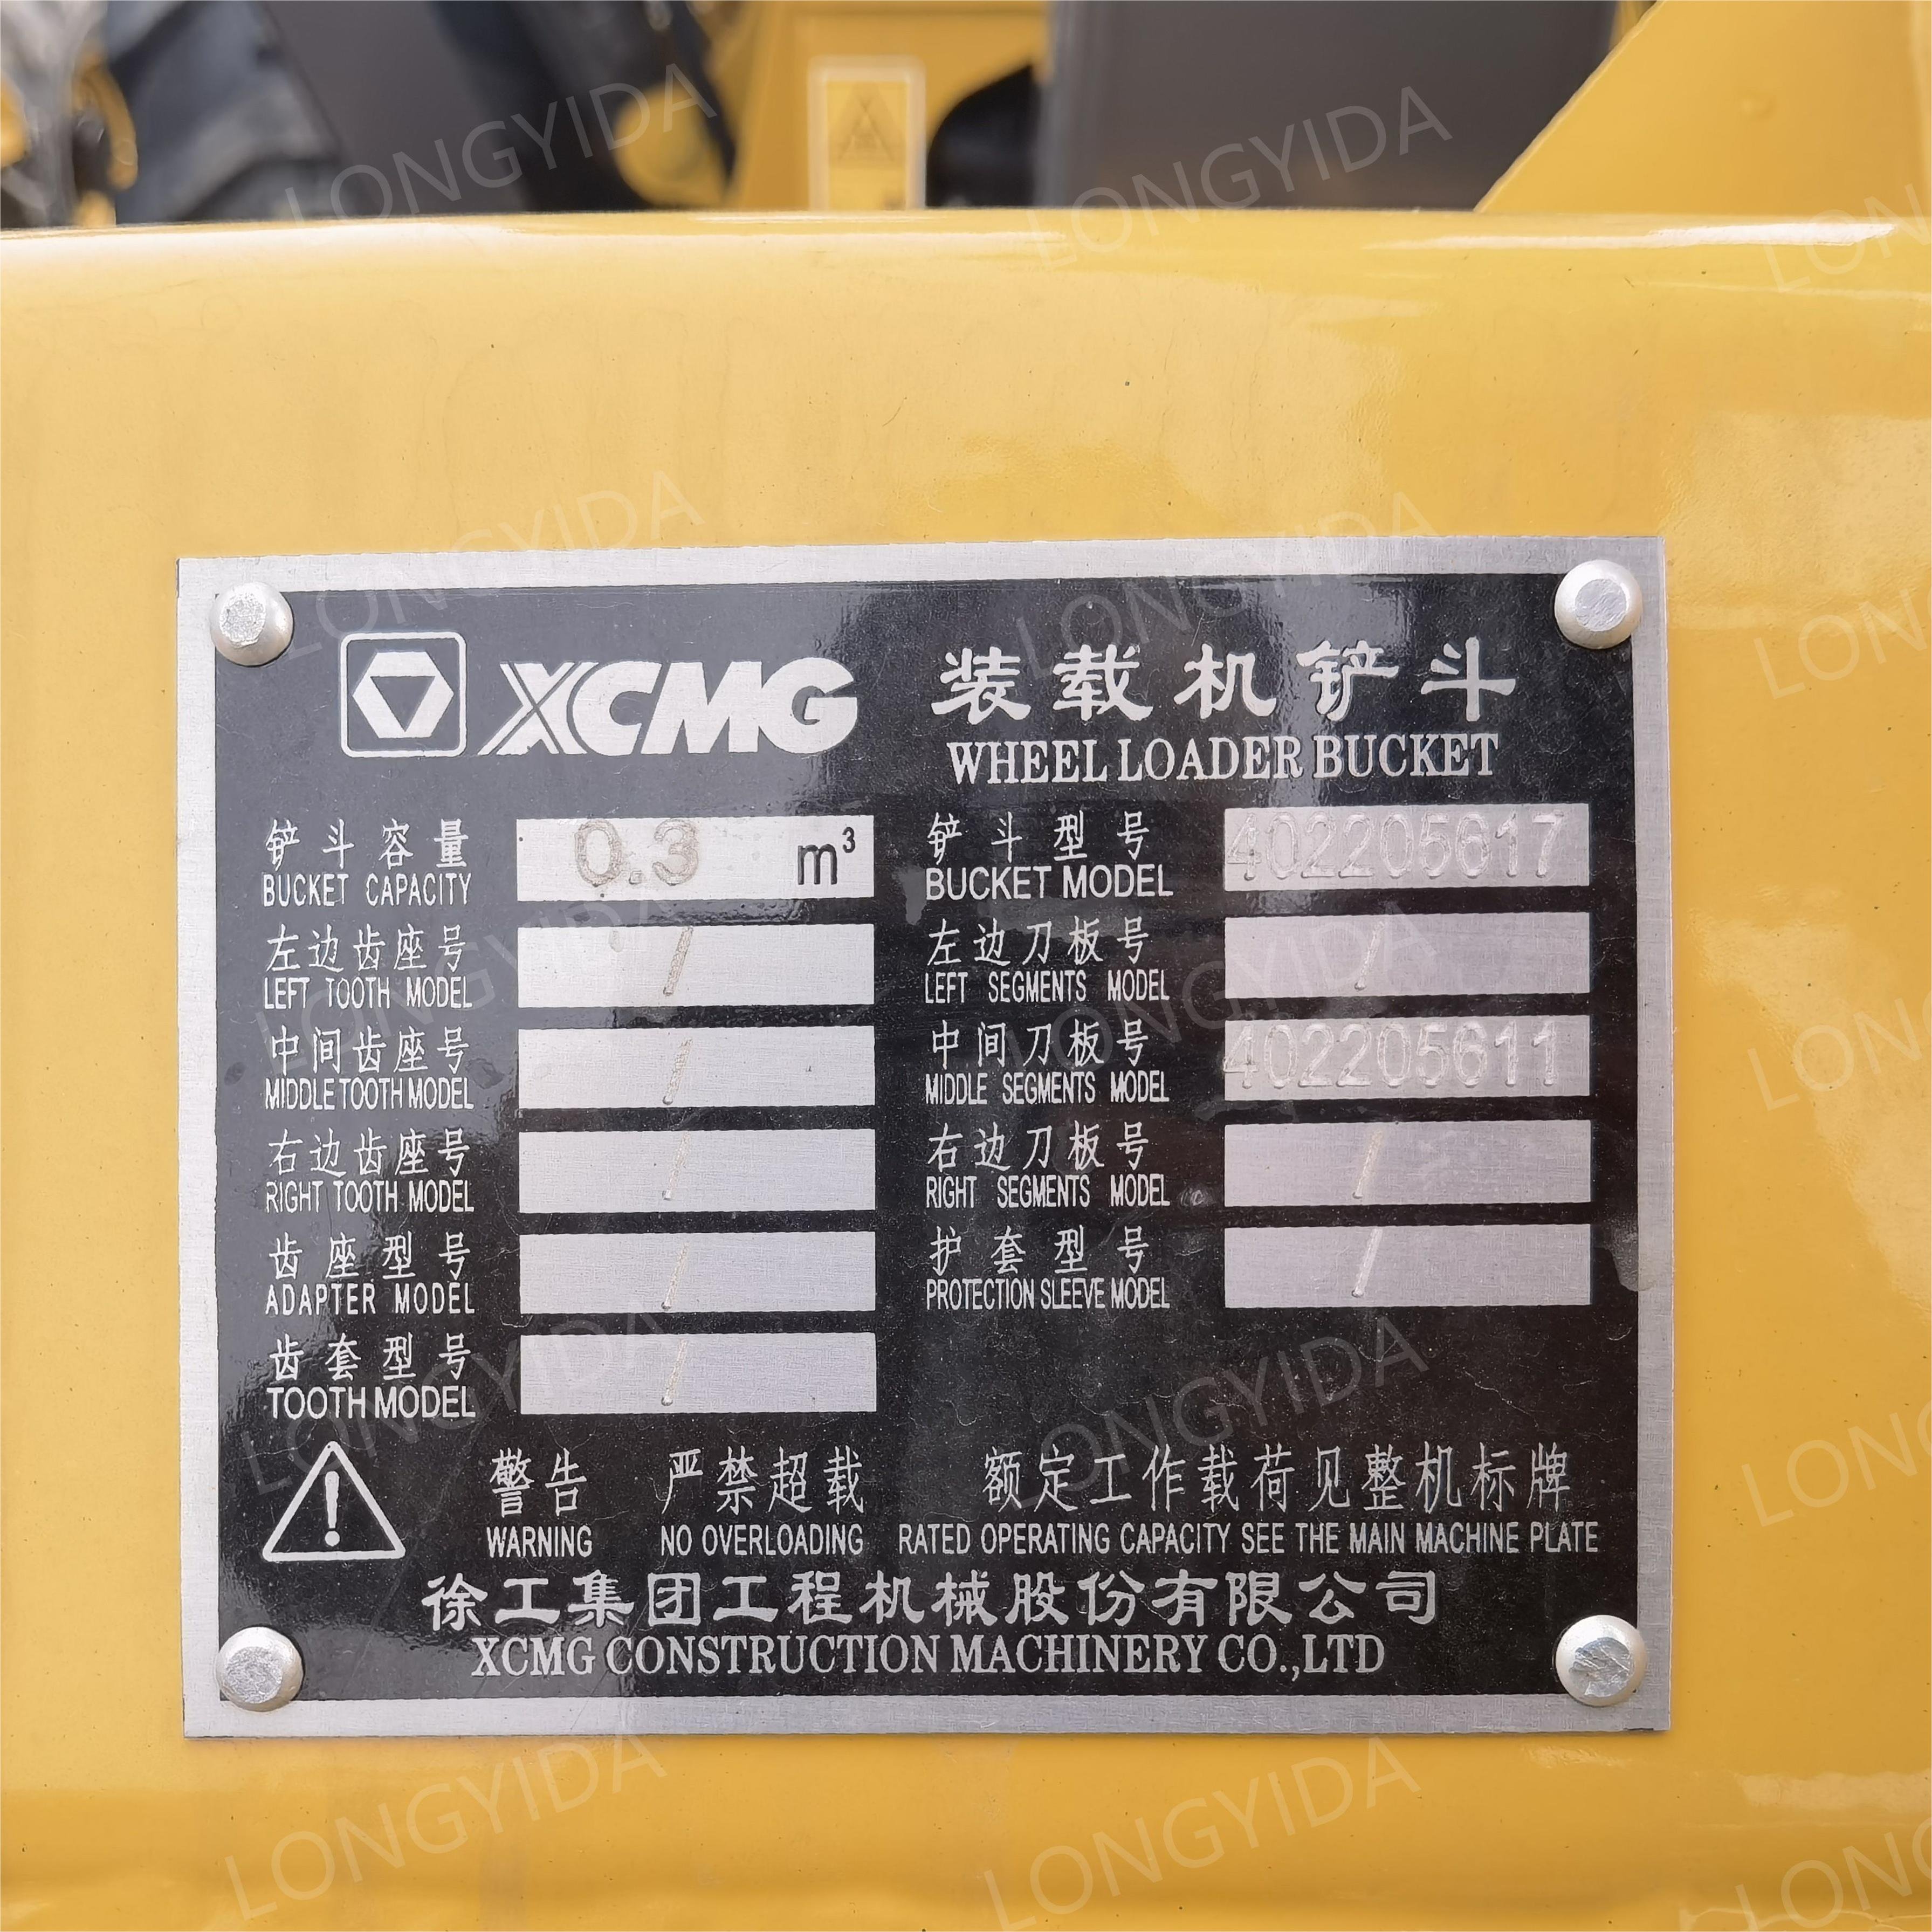 XCMG 装载机铲斗
WHEEL LOADER BUCKET
铲斗容量 0.3 m³ 铲斗型号 402205617
BUCKET CAPACITY BUCKET MODEL
左边齿座号 / 左边刀板号 /
LEFT TOOTH MODEL LEFT SEGMENTS MODEL
中间齿座号 / 中间刀板号 402205611
MIDDLE TOOTH MODEL MIDDLE SEGMENTS MODEL
右边齿座号 / 右边刀板号 /
RIGHT TOOTH MODEL RIGHT SEGMENTS MODEL
齿座型号 / 护套型号 /
ADAPTER MODEL PROTECTION SLEEVE MODEL
齿套型号 /
TOOTH MODEL
警告 严禁超载 额定工作载荷见整机标牌
WARNING NO OVERLOADING RATED OPERATING CAPACITY SEE THE MAIN MACHINE PLATE
徐工集团工程机械股份有限公司
XCMG CONSTRUCTION MACHINERY CO.,LTD
LONGYIDA